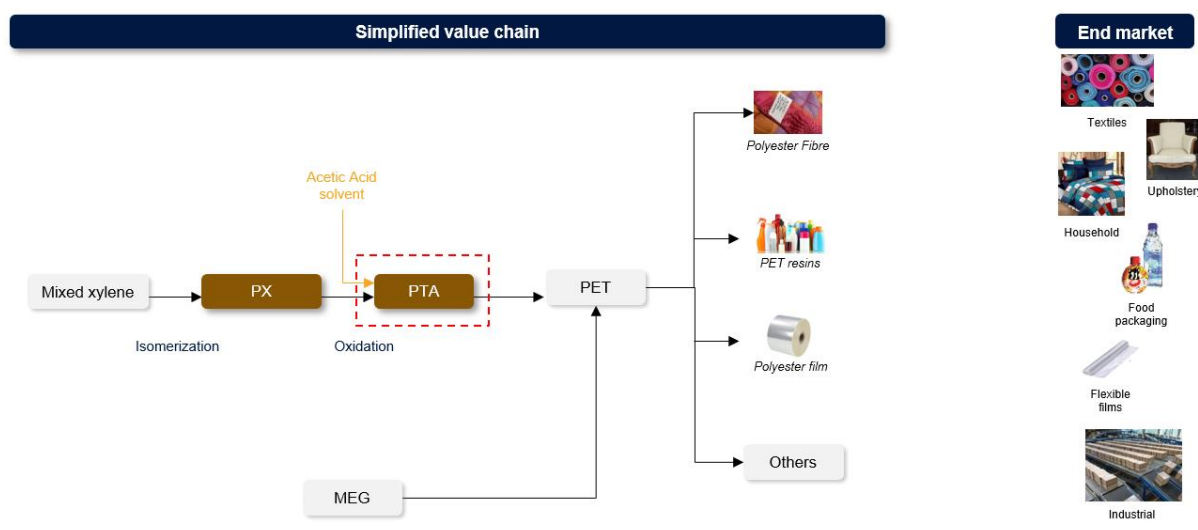 Simplified value chain
End market
Textiles
Polyester Fibre
Upholstery
Acetic Acid
solvent
Household
PET resins
Mixed xylene
PX
PTA
PET
Food
packaging
Isomerization
Oxidation
Polyester film
Flexible
films
Others
MEG
Industrial